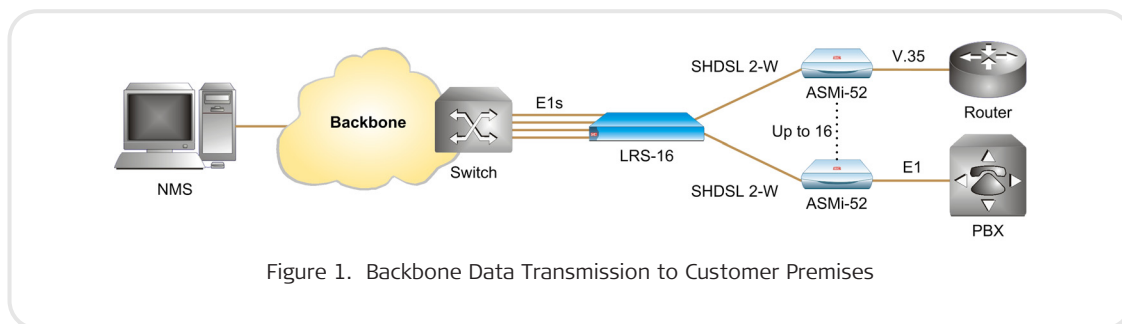 SHDSL 2-W
V.35
ASMi-52
Router
E1s
Backbone
Up to 16
LRS-16
Switch
NMS
SHDSL 2-W
E1
ASMi-52
PBX
Figure 1. Backbone Data Transmission to Customer Premises